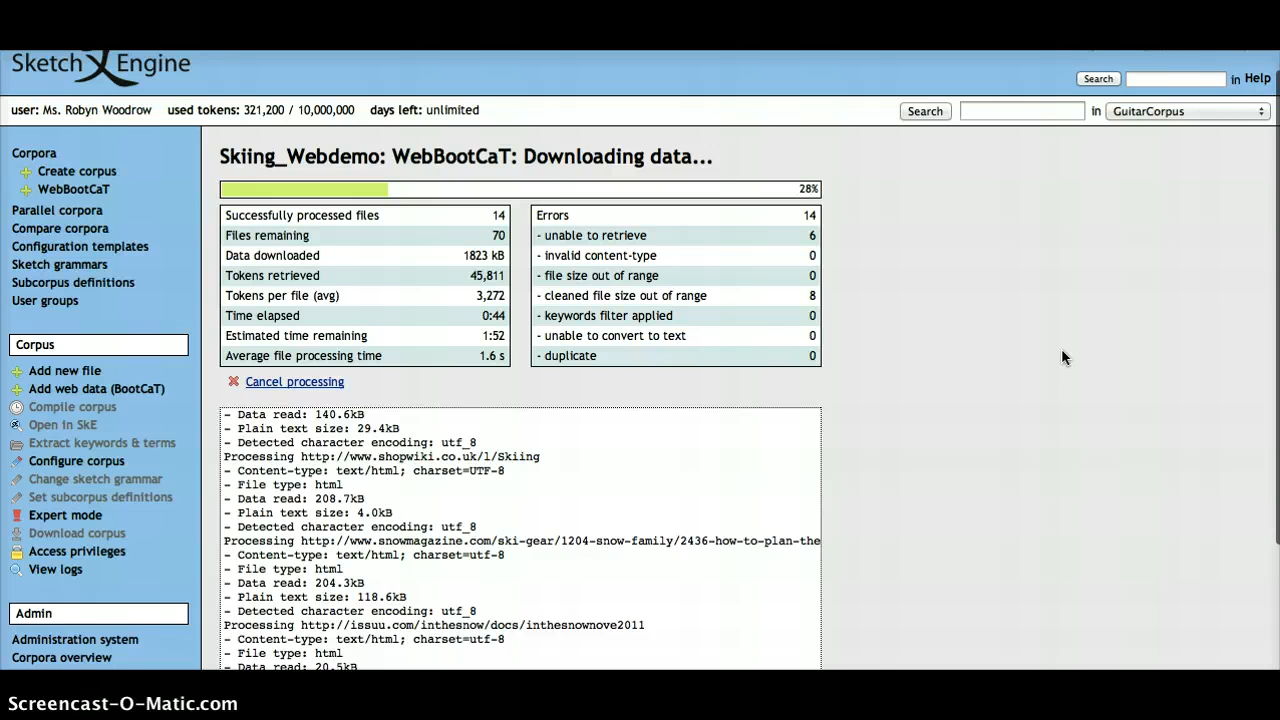 Sketch Engine
Search in Help
user: Ms. Robyn Woodrow used tokens: 321,200 / 10,000,000 days left: unlimited Search in GuitarCorpus
Corpora
Create corpus
WebBootCaT
Parallel corpora
Compare corpora
Configuration templates
Sketch grammars
Subcorpus definitions
User groups
Corpus
Add new file
Add web data (BootCaT)
Compile corpus
Open in SkE
Extract keywords & terms
Configure corpus
Change sketch grammar
Set subcorpus definitions
Expert mode
Download corpus
Access privileges
View logs
Admin
Administration system
Corpora overview
Skiing_Webdemo: WebBootCaT: Downloading data...
28%
Successfully processed files 14
Files remaining 70
Data downloaded 1823 kB
Tokens retrieved 45,811
Tokens per file (avg) 3,272
Time elapsed 0:44
Estimated time remaining 1:52
Average file processing time 1.6 s
Errors 14
- unable to retrieve 6
- invalid content-type 0
- file size out of range 0
- cleaned file size out of range 8
- keywords filter applied 0
- unable to convert to text 0
- duplicate 0
Cancel processing
- Data read: 140.6kB
- Plain text size: 29.4kB
- Detected character encoding: utf_8
Processing http://www.shopwiki.co.uk/l/Skiing
- Content-type: text/html; charset=UTF-8
- File type: html
- Data read: 208.7kB
- Plain text size: 4.0kB
- Detected character encoding: utf_8
Processing http://www.snowmagazine.com/ski-gear/1204-snow-family/2436-how-to-plan-the
- Content-type: text/html; charset=utf-8
- File type: html
- Data read: 204.3kB
- Plain text size: 118.6kB
- Detected character encoding: utf_8
Processing http://issuu.com/inthesnow/docs/inthesnownove2011
- Content-type: text/html; charset=utf-8
- File type: html
- Data read: 20.5kB
Screencast-O-Matic.com